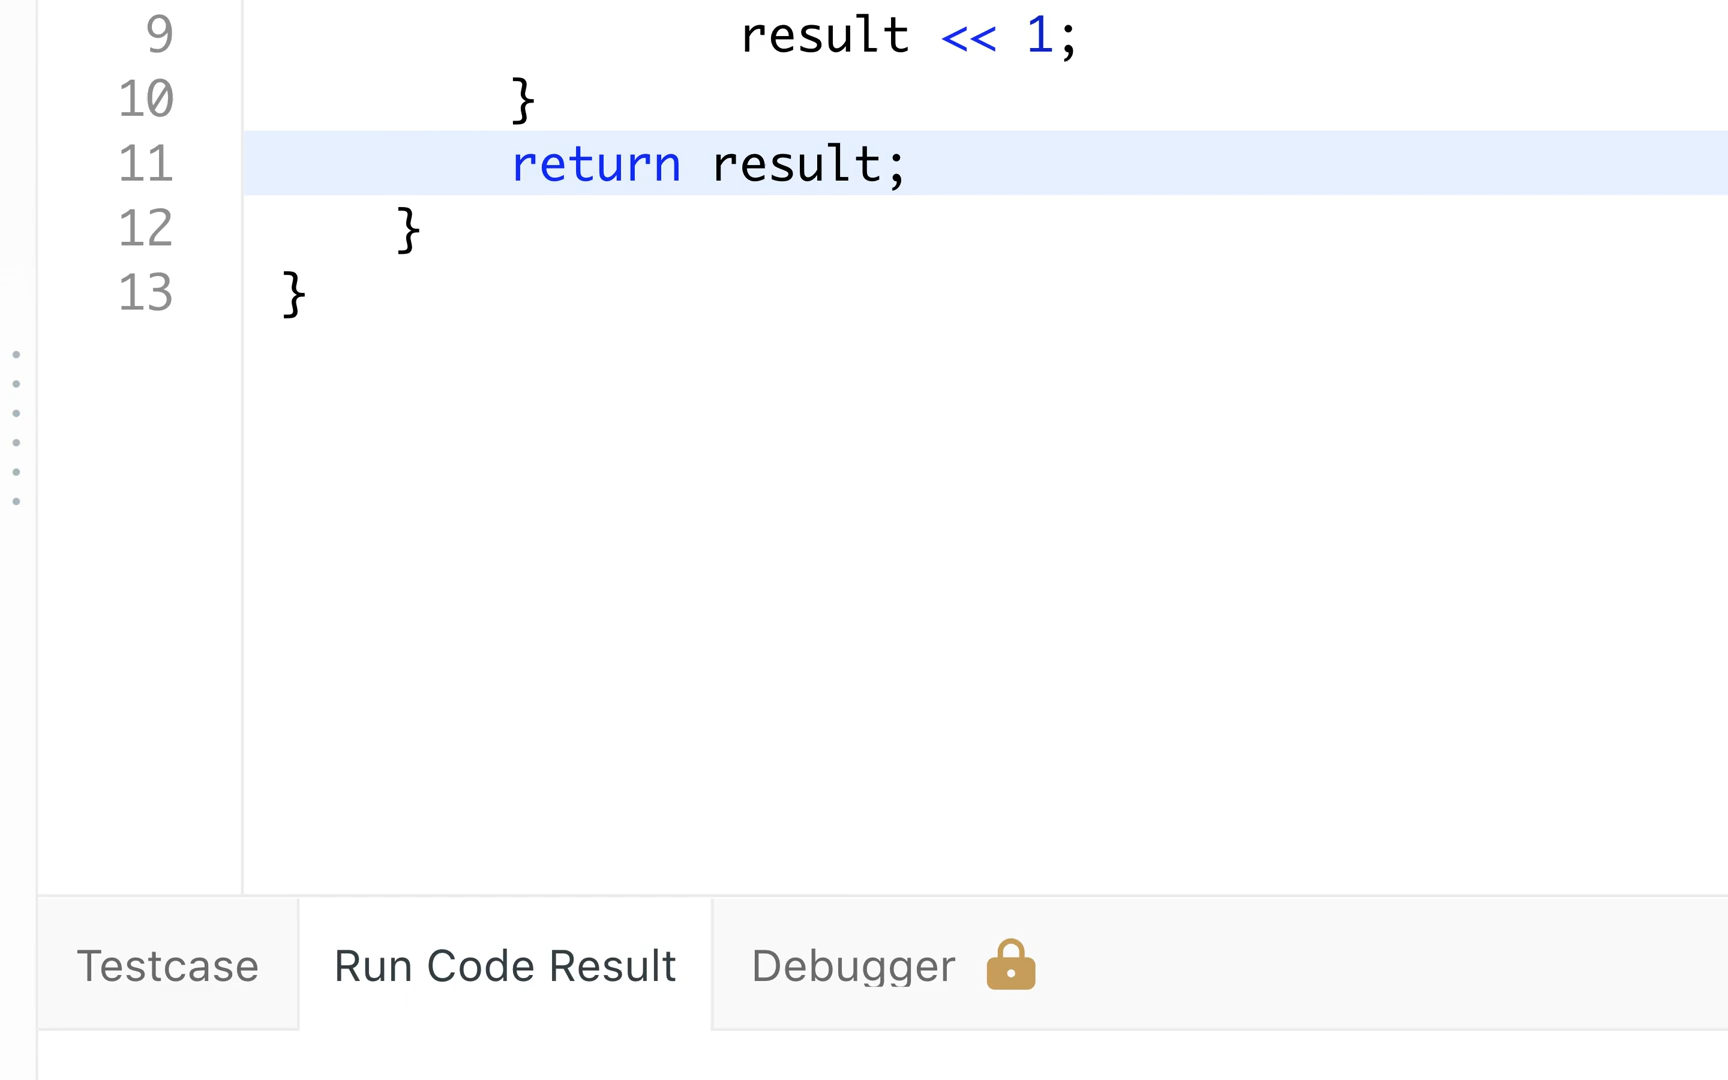 9 result << 1;
10 }
11 return result;
12 }
13 }
Testcase Run Code Result Debugger